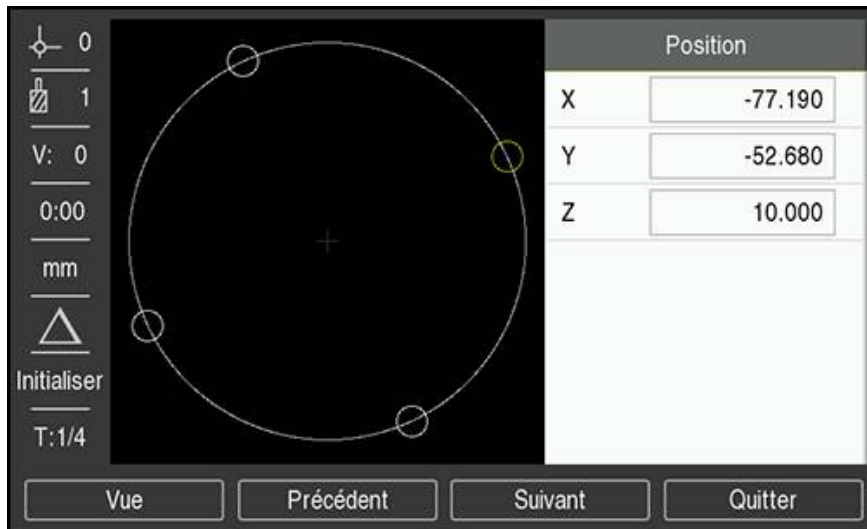 0
1
V: 0
0:00
mm
Initialiser
T:1/4
Position
X -77.190
Y -52.680
Z 10.000
Vue Précédent Suivant Quitter